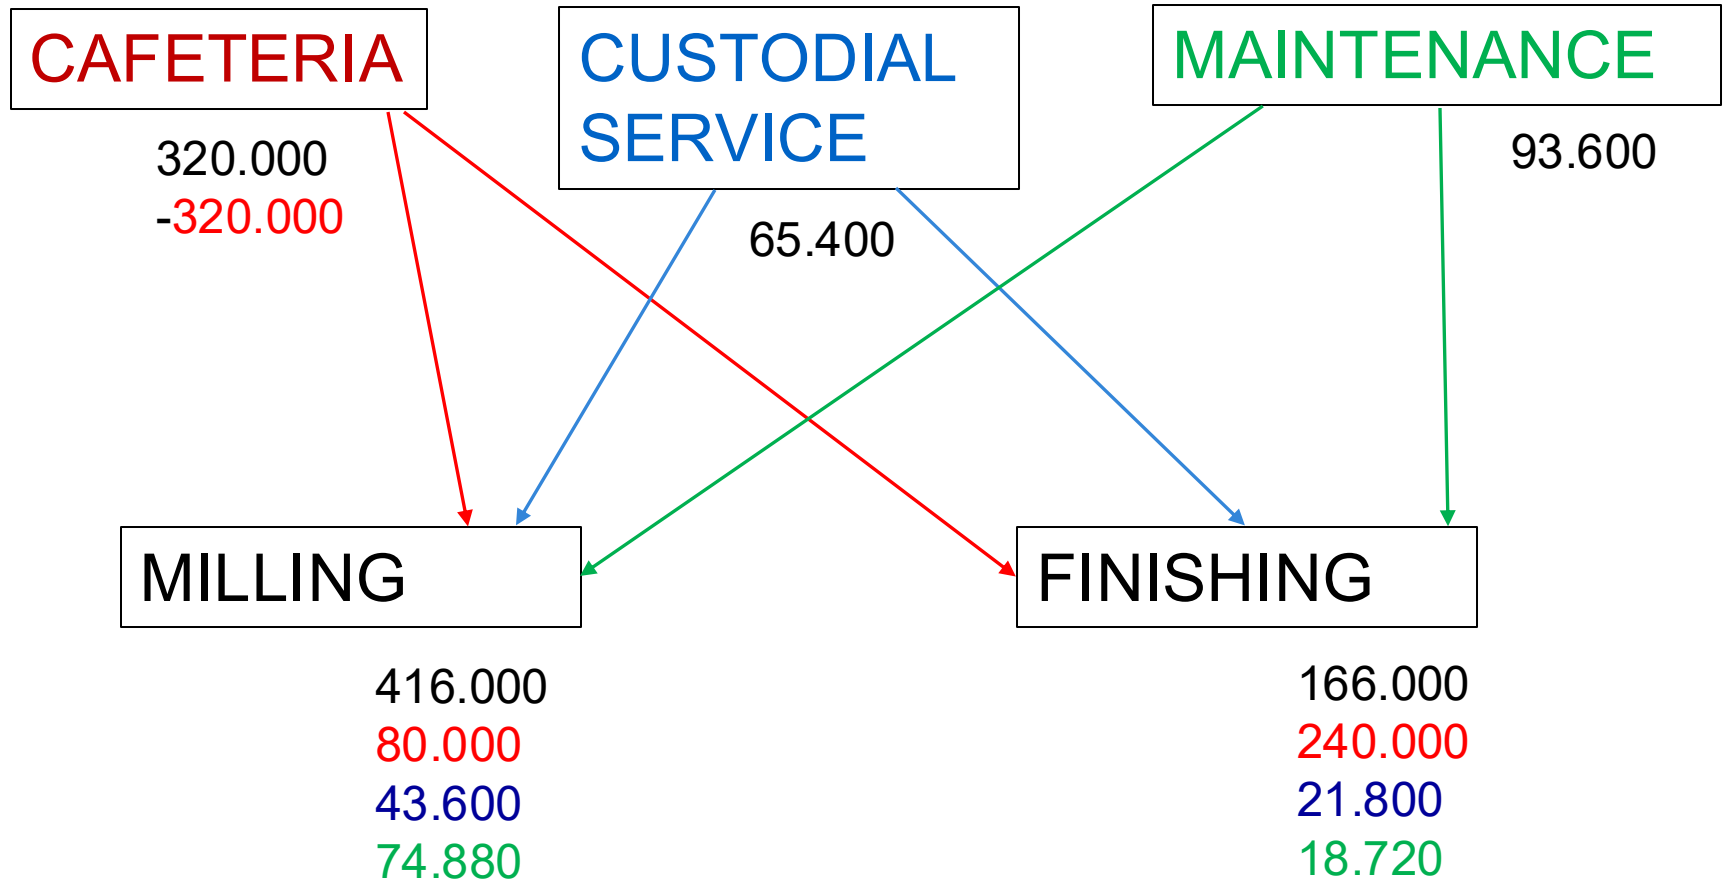 CAFETERIA
320.000
-320.000
CUSTODIAL
SERVICE
65.400
MAINTENANCE
93.600
MILLING
416.000
80.000
43.600
74.880
FINISHING
166.000
240.000
21.800
18.720